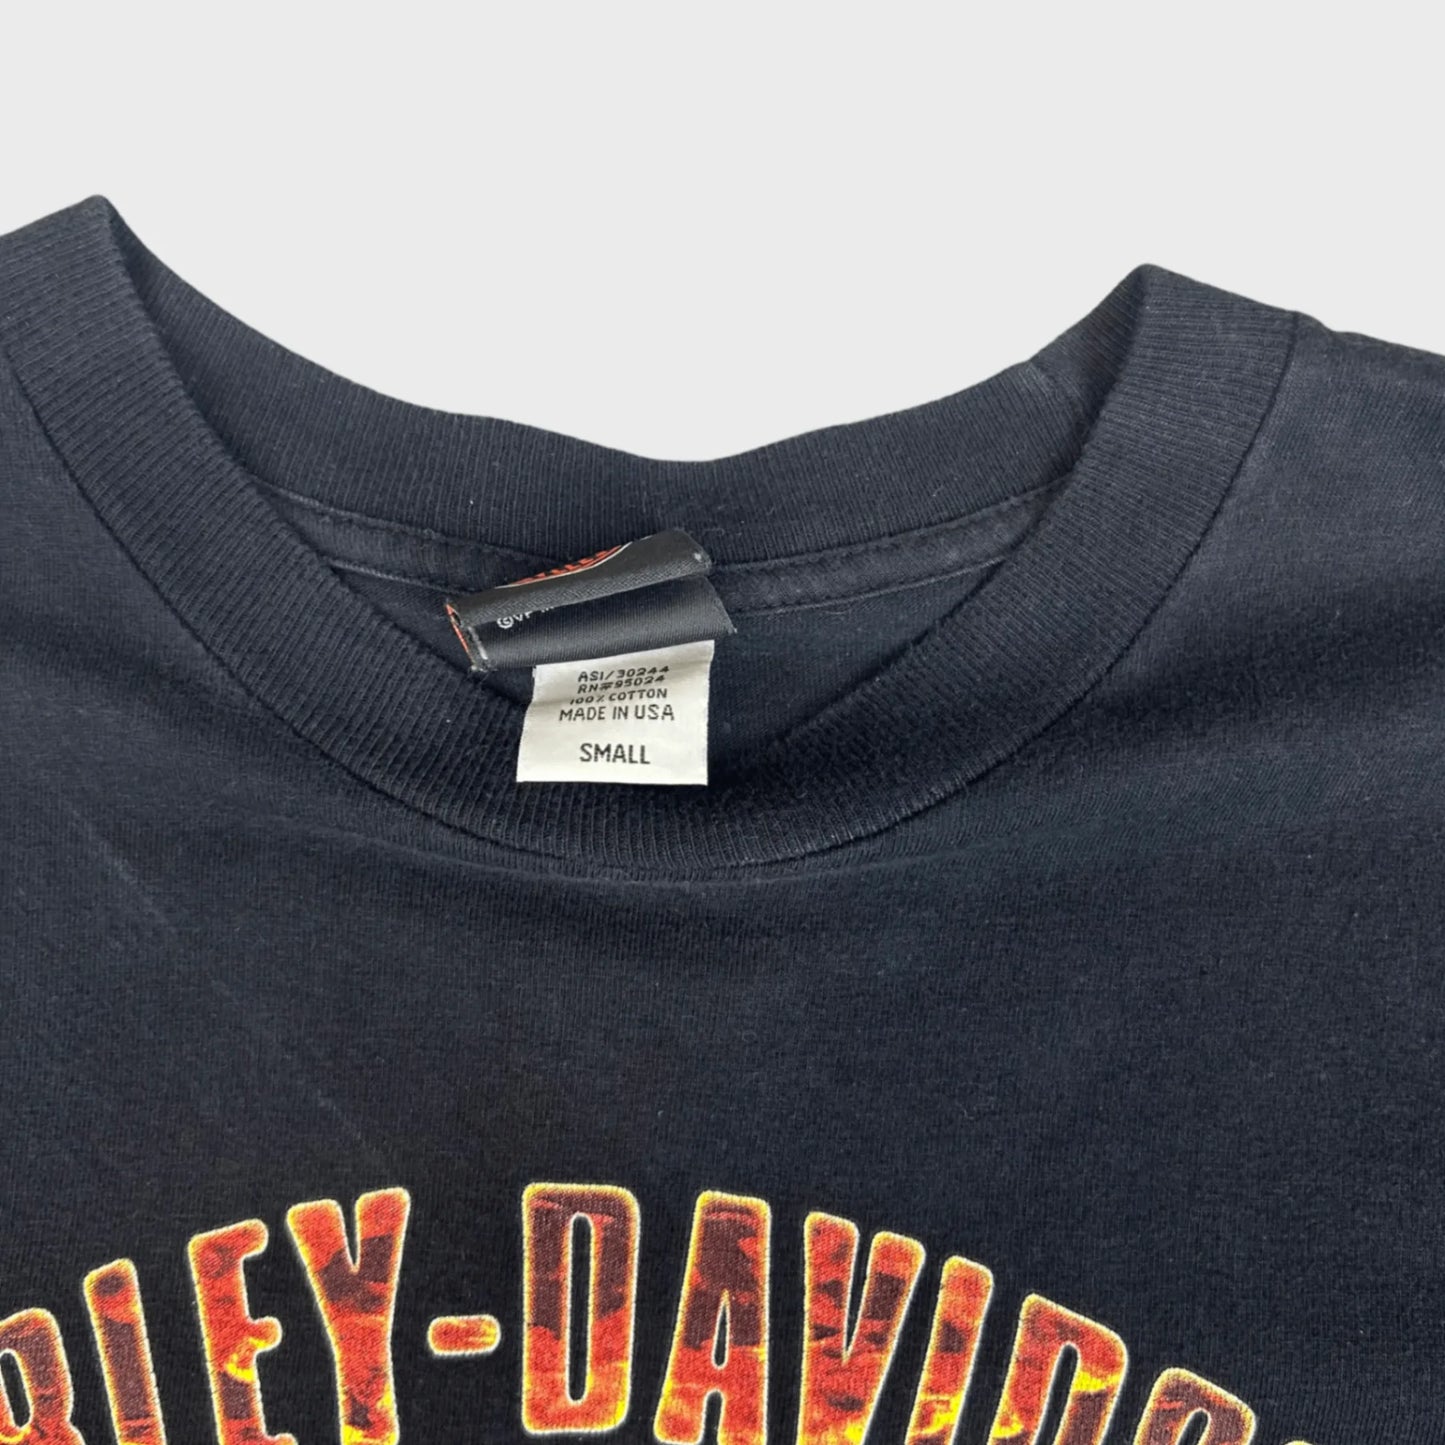 ASI/30244
RN#95024
100% COTTON
MADE IN USA
SMALL
RLEY-DAVIDS